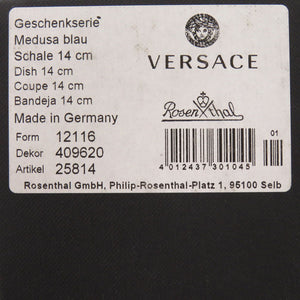 Geschenkserie
Medusa blau
Schale 14 cm
Dish 14 cm
Coupe 14 cm
Bandeja 14 cm
Made in Germany
Form 12116
Dekor 409620
Artikel 25814
VERSACE
Rosenthal
01
4 012437 301045
Rosenthal GmbH, Philip-Rosenthal-Platz 1, 95100 Selb